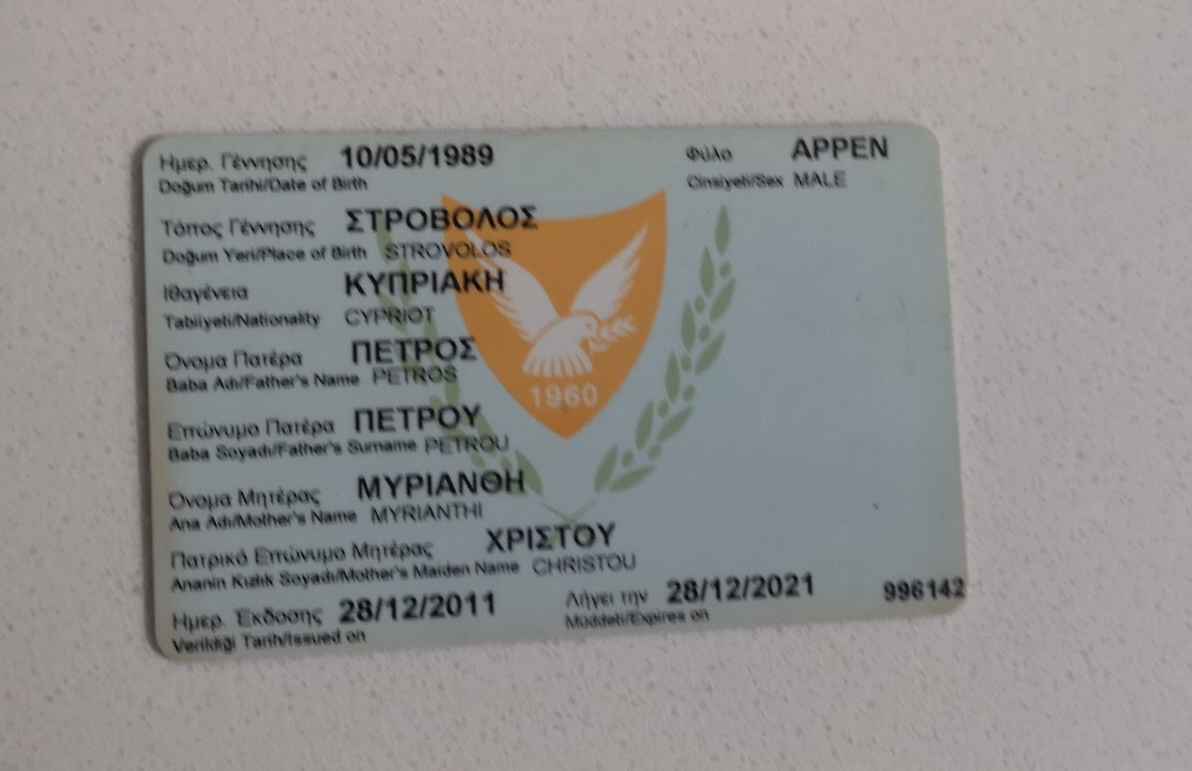 Ημερ. Γέννησης 10/05/1989 Φύλο ΑΡΡΕΝ
Doğum Tarihi/Date of Birth Cinsiyeti/Sex MALE
Τόπος Γέννησης ΣΤΡΟΒΟΛΟΣ
Doğum Yeri/Place of Birth STROVOLOS
Ιθαγένεια ΚΥΠΡΙΑΚΗ
Tabiiyeti/Nationality CYPRIOT
Όνομα Πατέρα ΠΕΤΡΟΣ
Baba Adı/Father's Name PETROS
1960
Επώνυμο Πατέρα ΠΕΤΡΟΥ
Baba Soyadı/Father's Surname PETROU
Όνομα Μητέρας ΜΥΡΙΑΝΘΗ
Ana Adı/Mother's Name MYRIANTHI
Πατρικό Επώνυμο Μητέρας ΧΡΙΣΤΟΥ
Ananin Kızlık Soyadı/Mother's Maiden Name CHRISTOU
Ημερ. Έκδοσης 28/12/2011 Λήγει την 28/12/2021 996142
Verildiği Tarih/Issued on Müddeti/Expires on